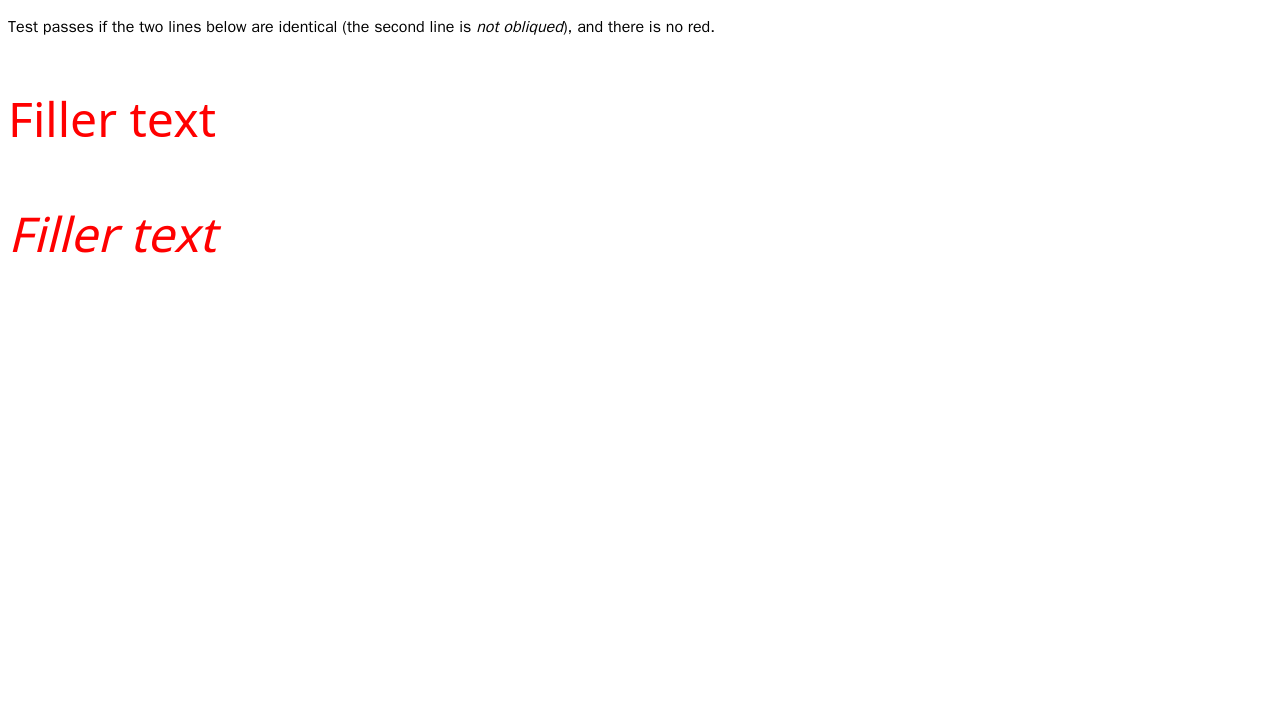 Test passes if the two lines below are identical (the second line is not obliqued), and there is no red.
Filler text
Filler text